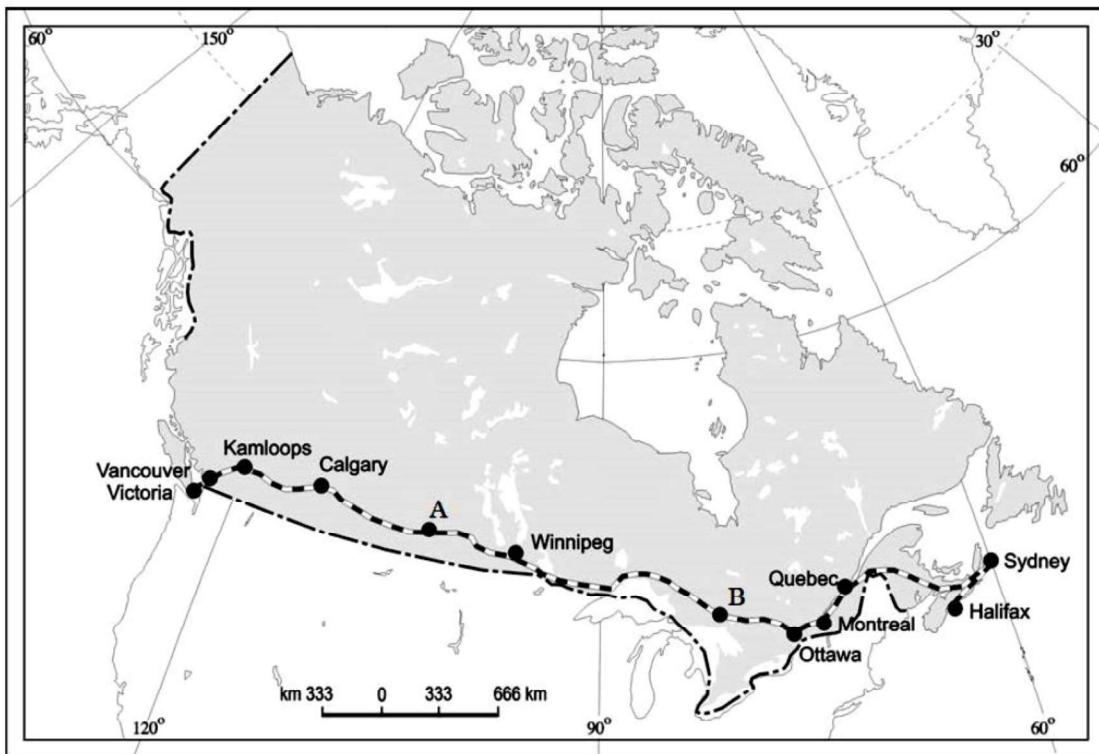 60°
150°
30°
60°
Kamloops
Vancouver
Calgary
Victoria
A
Winnipeg
Sydney
Quebec
B
Halifax
Montreal
Ottawa
km 333 0 333 666 km
120°
90°
60°